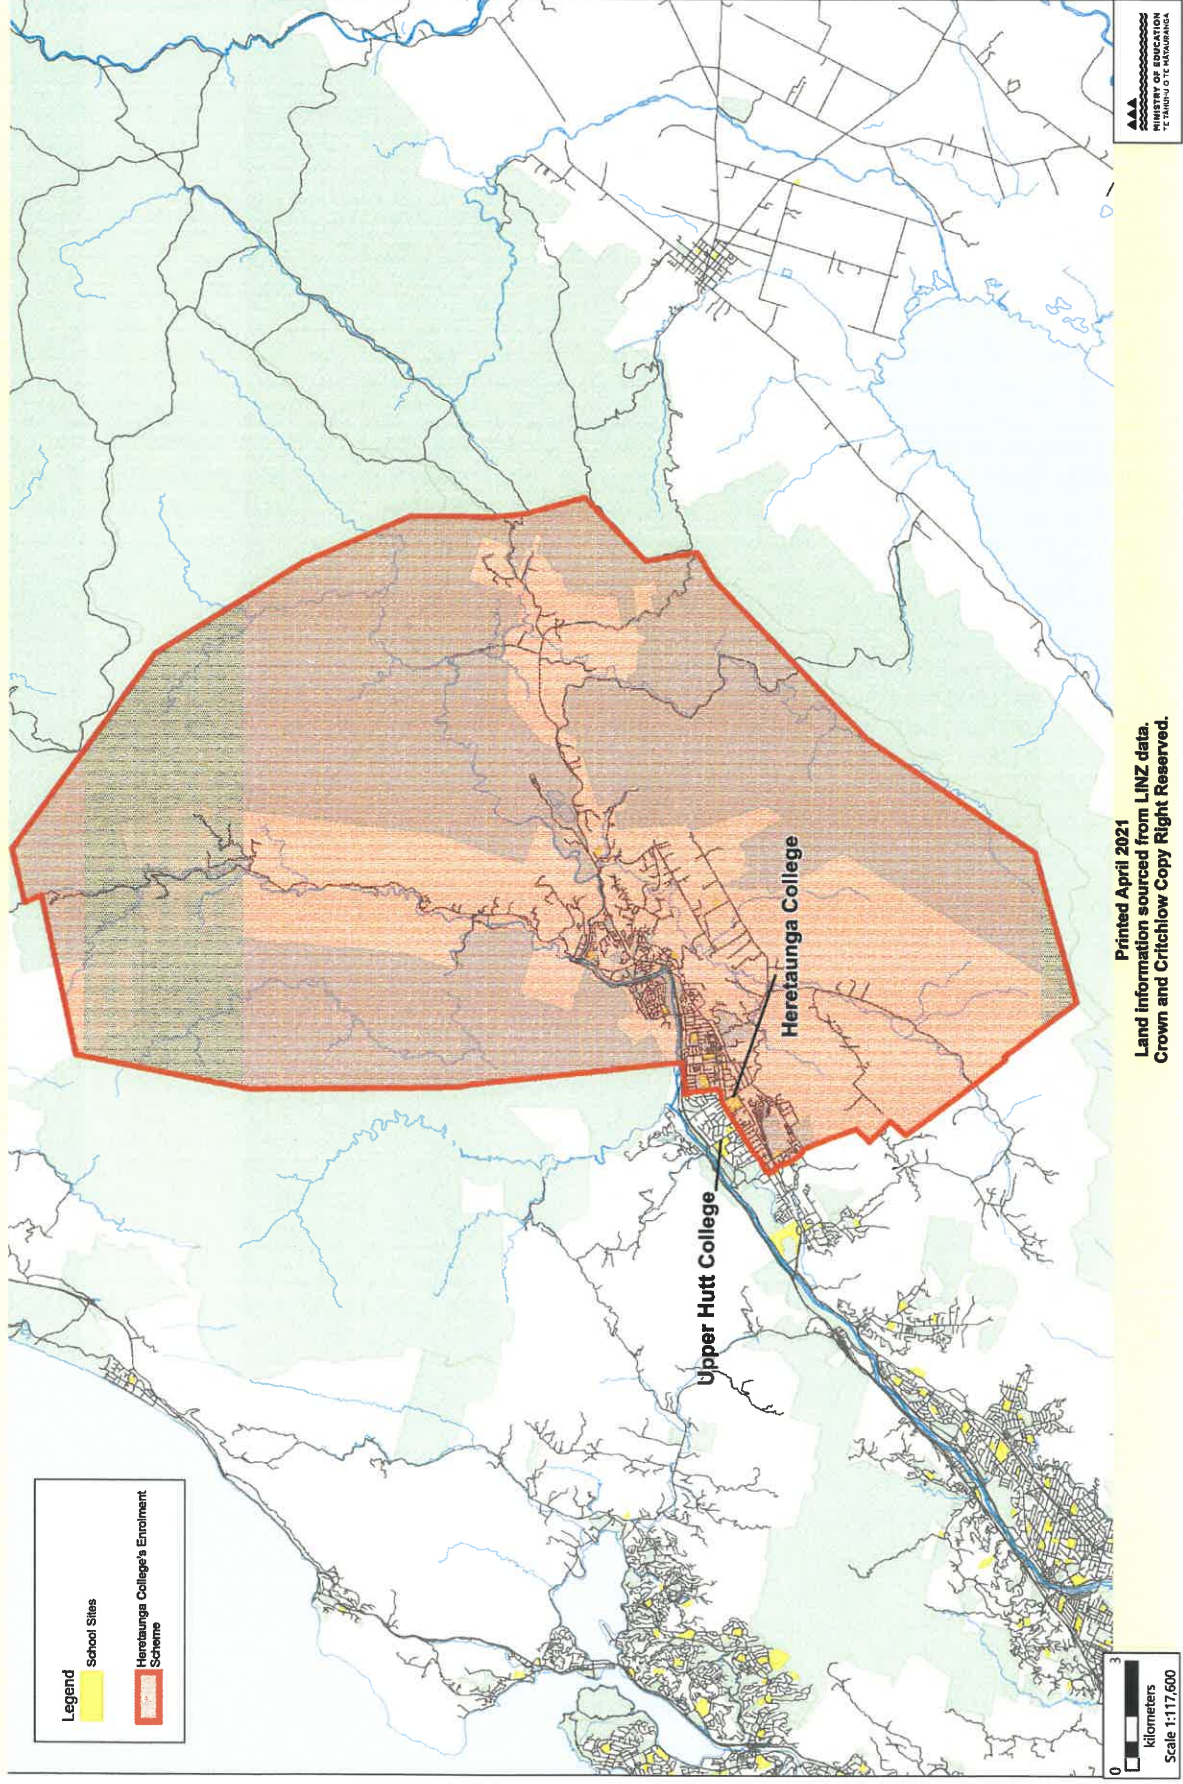 Legend
School Sites
Heretaunga College's Enrolment
Scheme
Upper Hutt College
Heretaunga College
0 3
kilometers
Scale 1:117,600
Printed April 2021
Land information sourced from LINZ data.
Crown and Critchlow Copy Right Reserved.
MINISTRY OF EDUCATION
TE TĀHUHU O TE MĀTAURANGA